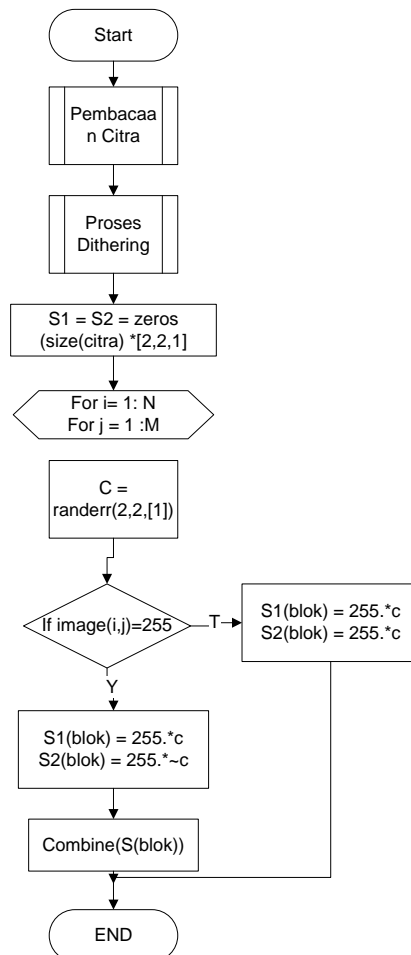 Start
Pembacaa
n Citra
Proses
Dithering
S1 = S2 = zeros
(size(citra) *[2,2,1]
For i= 1: N
For j = 1 :M
C =
randerr(2,2,[1])
If image(i,j)=255
T
S1(blok) = 255.*c
S2(blok) = 255.*c
Y
S1(blok) = 255.*c
S2(blok) = 255.*~c
Combine(S(blok))
END